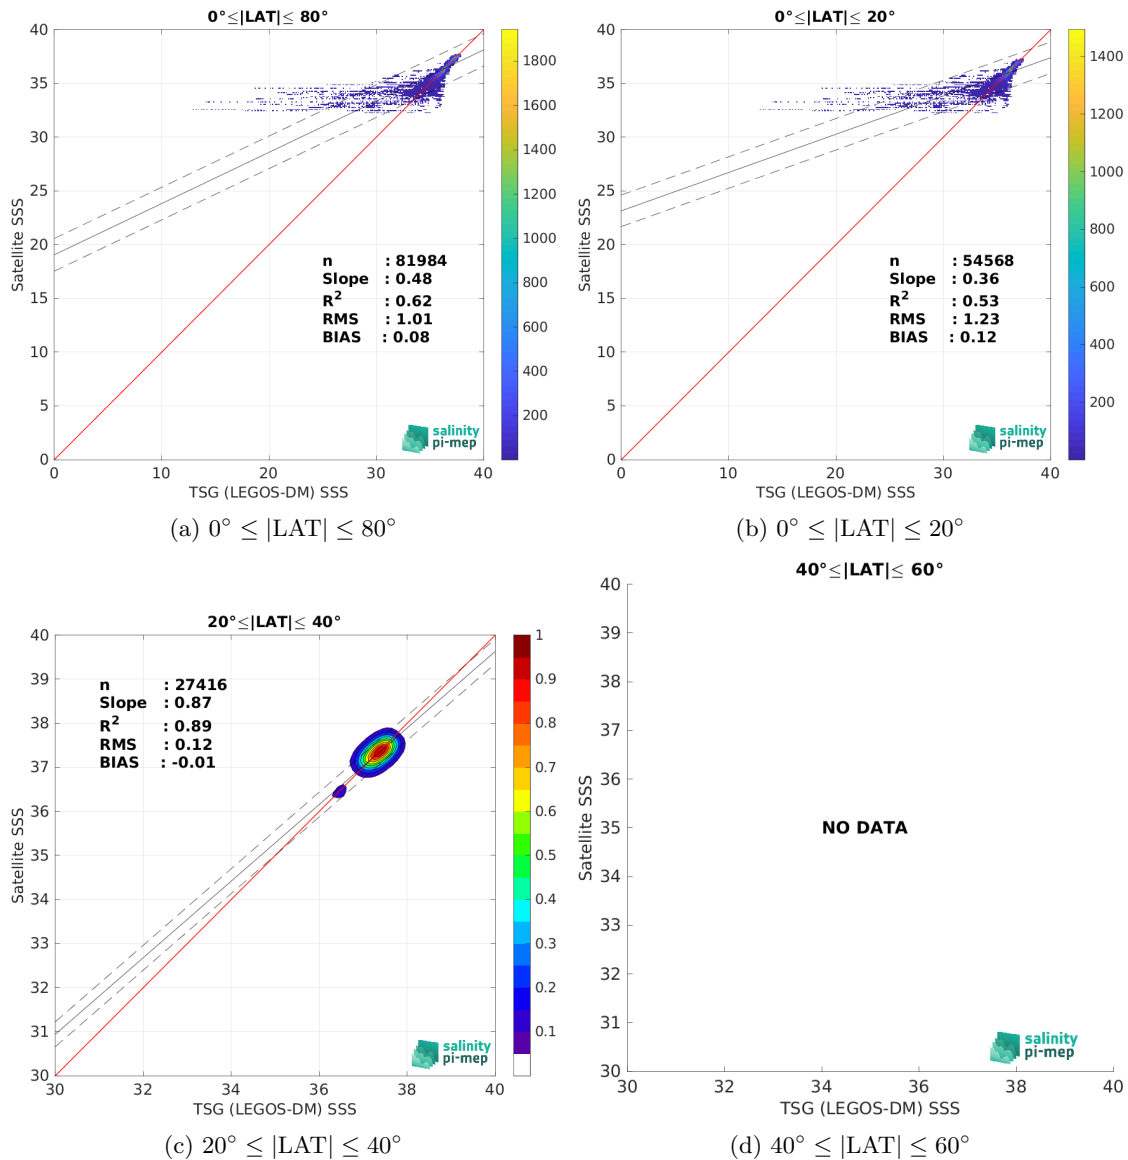 0°≤|LAT|≤ 80°
Satellite SSS
40
35
30
25
20
15
10
5
0
0
10
20
30
40
TSG (LEGOS-DM) SSS
n : 81984
Slope : 0.48
R² : 0.62
RMS : 1.01
BIAS : 0.08
salinity
pi-mep
1800
1600
1400
1200
1000
800
600
400
200
(a) 0° ≤ |LAT| ≤ 80°
0°≤|LAT|≤ 20°
Satellite SSS
40
35
30
25
20
15
10
5
0
0
10
20
30
40
TSG (LEGOS-DM) SSS
n : 54568
Slope : 0.36
R² : 0.53
RMS : 1.23
BIAS : 0.12
salinity
pi-mep
1400
1200
1000
800
600
400
200
(b) 0° ≤ |LAT| ≤ 20°
20°≤|LAT|≤ 40°
Satellite SSS
40
39
38
37
36
35
34
33
32
31
30
30
32
34
36
38
40
TSG (LEGOS-DM) SSS
n : 27416
Slope : 0.87
R² : 0.89
RMS : 0.12
BIAS : -0.01
salinity
pi-mep
1
0.9
0.8
0.7
0.6
0.5
0.4
0.3
0.2
0.1
(c) 20° ≤ |LAT| ≤ 40°
40°≤|LAT|≤ 60°
Satellite SSS
40
39
38
37
36
35
34
33
32
31
30
30
32
34
36
38
40
TSG (LEGOS-DM) SSS
NO DATA
salinity
pi-mep
(d) 40° ≤ |LAT| ≤ 60°